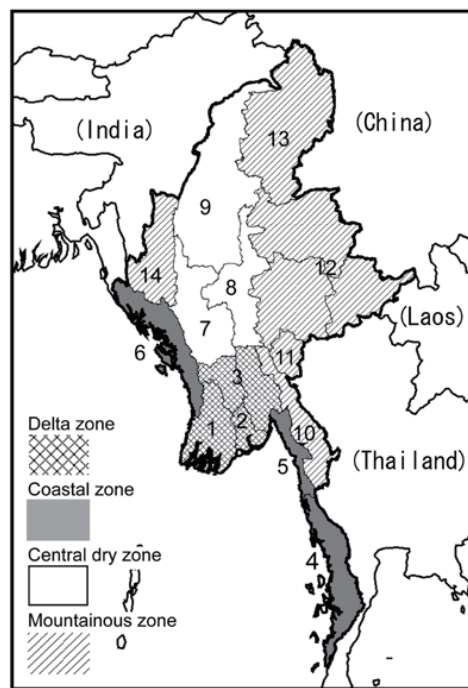 (India)
(China)
13
9
14
12
8
(Laos)
7
6
11
3
Delta zone
1
2
10
5
(Thailand)
Coastal zone
Central dry zone
4
Mountainous zone